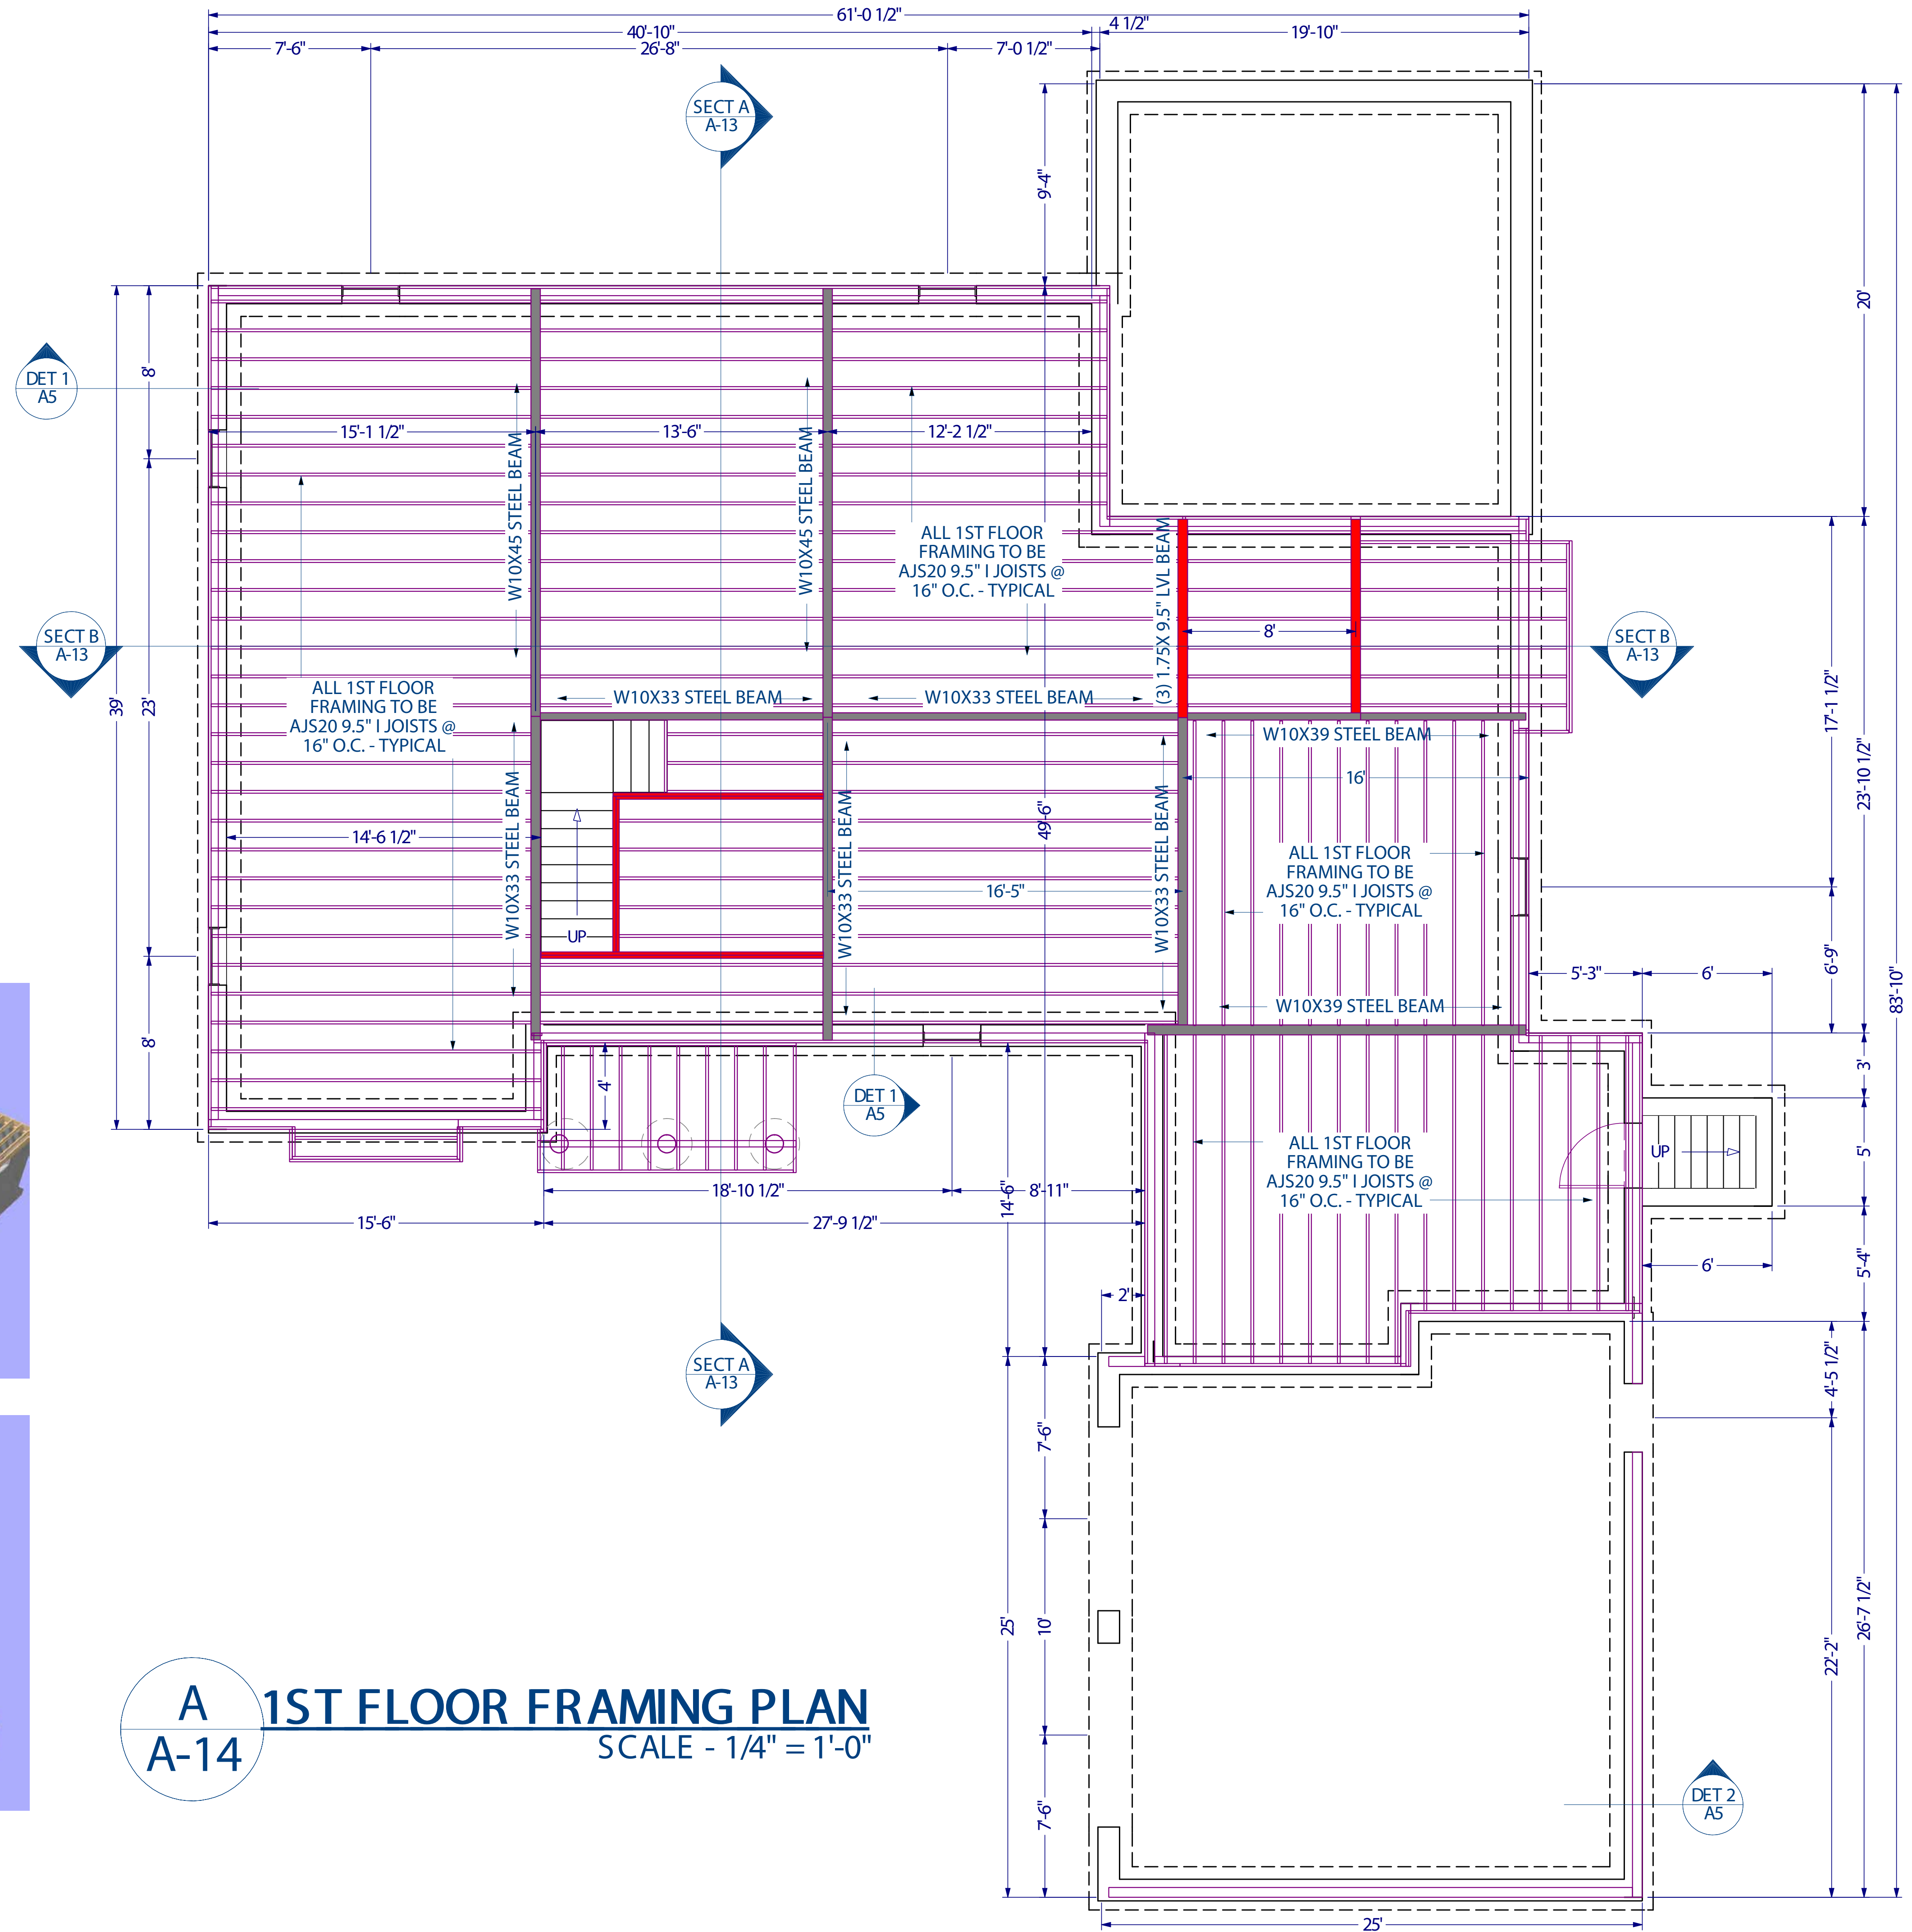 61'-0 1/2"
4 1/2"
40'-10"
19'-10"
7'-6"
26'-8"
7'-0 1/2"
SECT A
A-13
9'-4"
20'
DET 1
A5
8'
15'-1 1/2"
13'-6"
12'-2 1/2"
W10X45 STEEL BEAM
W10X45 STEEL BEAM
ALL 1ST FLOOR
FRAMING TO BE
AJS20 9.5" I JOISTS @
16" O.C. - TYPICAL
(3) 1.75X 9.5" LVL BEAM
8'
SECT B
A-13
SECT B
A-13
39'
23'
ALL 1ST FLOOR
FRAMING TO BE
AJS20 9.5" I JOISTS @
16" O.C. - TYPICAL
W10X33 STEEL BEAM
W10X33 STEEL BEAM
17'-1 1/2"
W10X39 STEEL BEAM
23'-10 1/2"
16'
49'-6"
14'-6 1/2"
W10X33 STEEL BEAM
W10X33 STEEL BEAM
W10X33 STEEL BEAM
ALL 1ST FLOOR
FRAMING TO BE
AJS20 9.5" I JOISTS @
16" O.C. - TYPICAL
16'-5"
UP
6'-9"
5'-3"
6'
83'-10"
W10X39 STEEL BEAM
8'
4'
3'
DET 1
A5
ALL 1ST FLOOR
FRAMING TO BE
AJS20 9.5" I JOISTS @
16" O.C. - TYPICAL
UP
5'
18'-10 1/2"
8'-11"
14'-6"
15'-6"
27'-9 1/2"
5'-4"
6'
2'
SECT A
A-13
4'-5 1/2"
7'-6"
25'
10'
26'-7 1/2"
22'-2"
A
A-14
1ST FLOOR FRAMING PLAN
SCALE - 1/4" = 1'-0"
7'-6"
DET 2
A5
25'